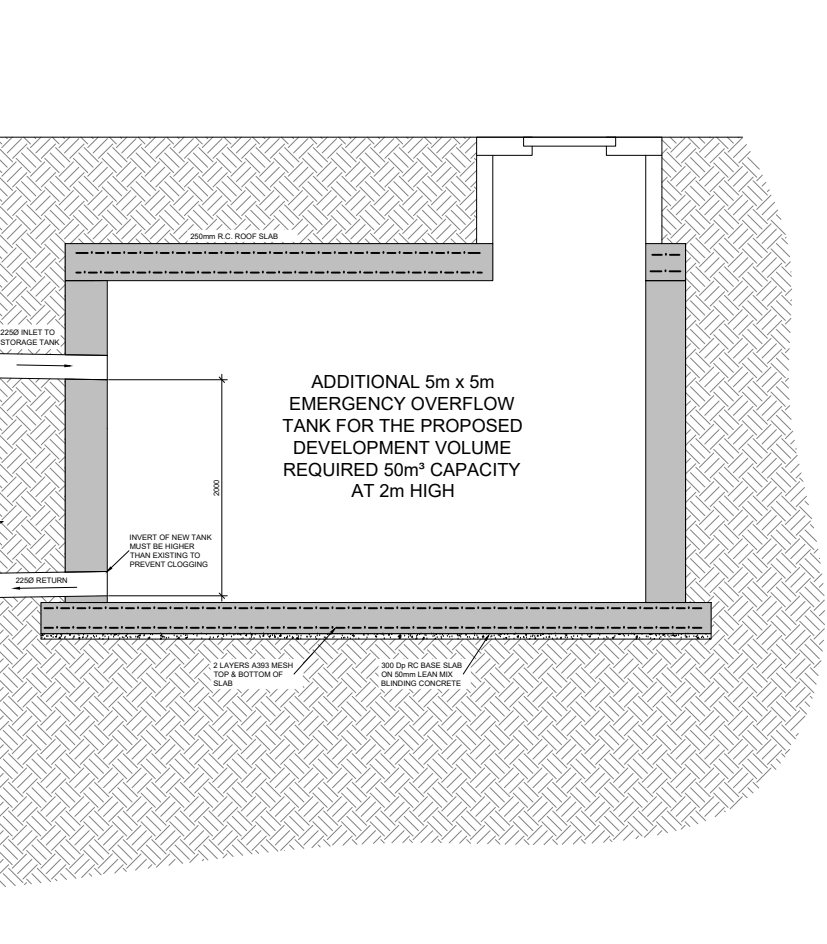 250mm R.C. ROOF SLAB
225Ø INLET TO
STORAGE TANK
ADDITIONAL 5m x 5m
EMERGENCY OVERFLOW
TANK FOR THE PROPOSED
DEVELOPMENT VOLUME
REQUIRED 50m³ CAPACITY
AT 2m HIGH
2000
INVERT OF NEW TANK
MUST BE HIGHER
THAN EXISTING TO
PREVENT CLOGGING
225Ø RETURN
2 LAYERS A393 MESH
TOP & BOTTOM OF
SLAB
300 Dp RC BASE SLAB
ON 50mm LEAN MIX
BLINDING CONCRETE